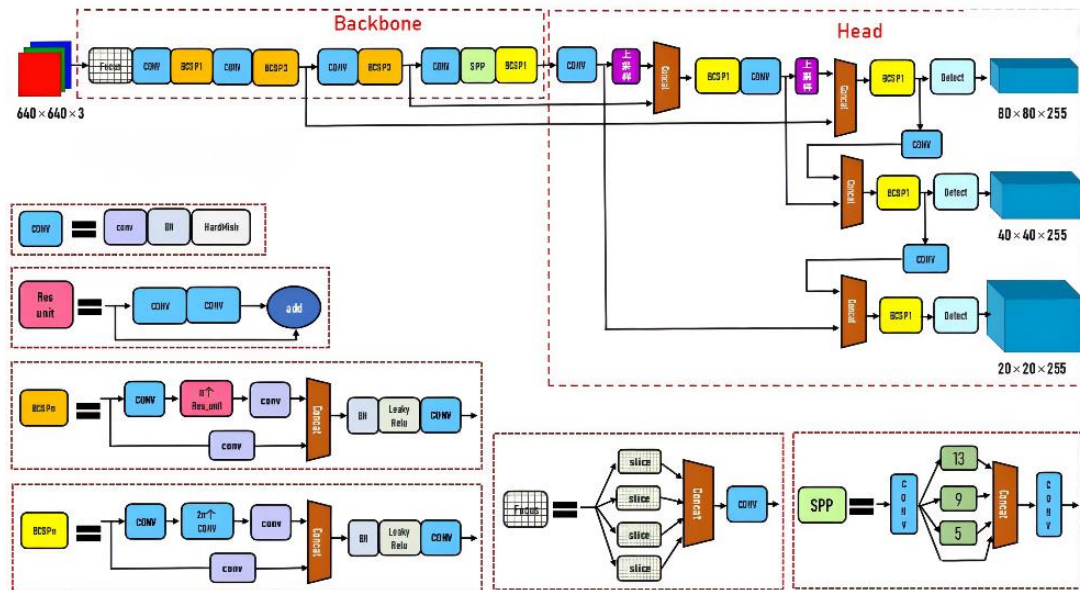 Backbone
Head
Focus
CONV
BCSP1
CONV
BCSP3
CONV
BCSP3
CONV
SPP
BCSP1
CONV
上采样
Concat
BCSP1
CONV
上采样
Concat
BCSP1
Detect
640×640×3
80×80×255
CONV
Concat
BCSP1
Detect
40×40×255
CONV
Concat
BCSP1
Detect
20×20×255
CONV
conv
BN
HardMish
Res
unit
CONV
CONV
add
BCSPn
CONV
n个
Res_unit
conv
conv
Concat
BN
Leaky
Relu
CONV
BCSPn
CONV
2n个
CONV
conv
conv
Concat
BN
Leaky
Relu
CONV
Focus
slice
slice
slice
slice
Concat
CONV
SPP
CONV
13
9
5
Concat
CONV